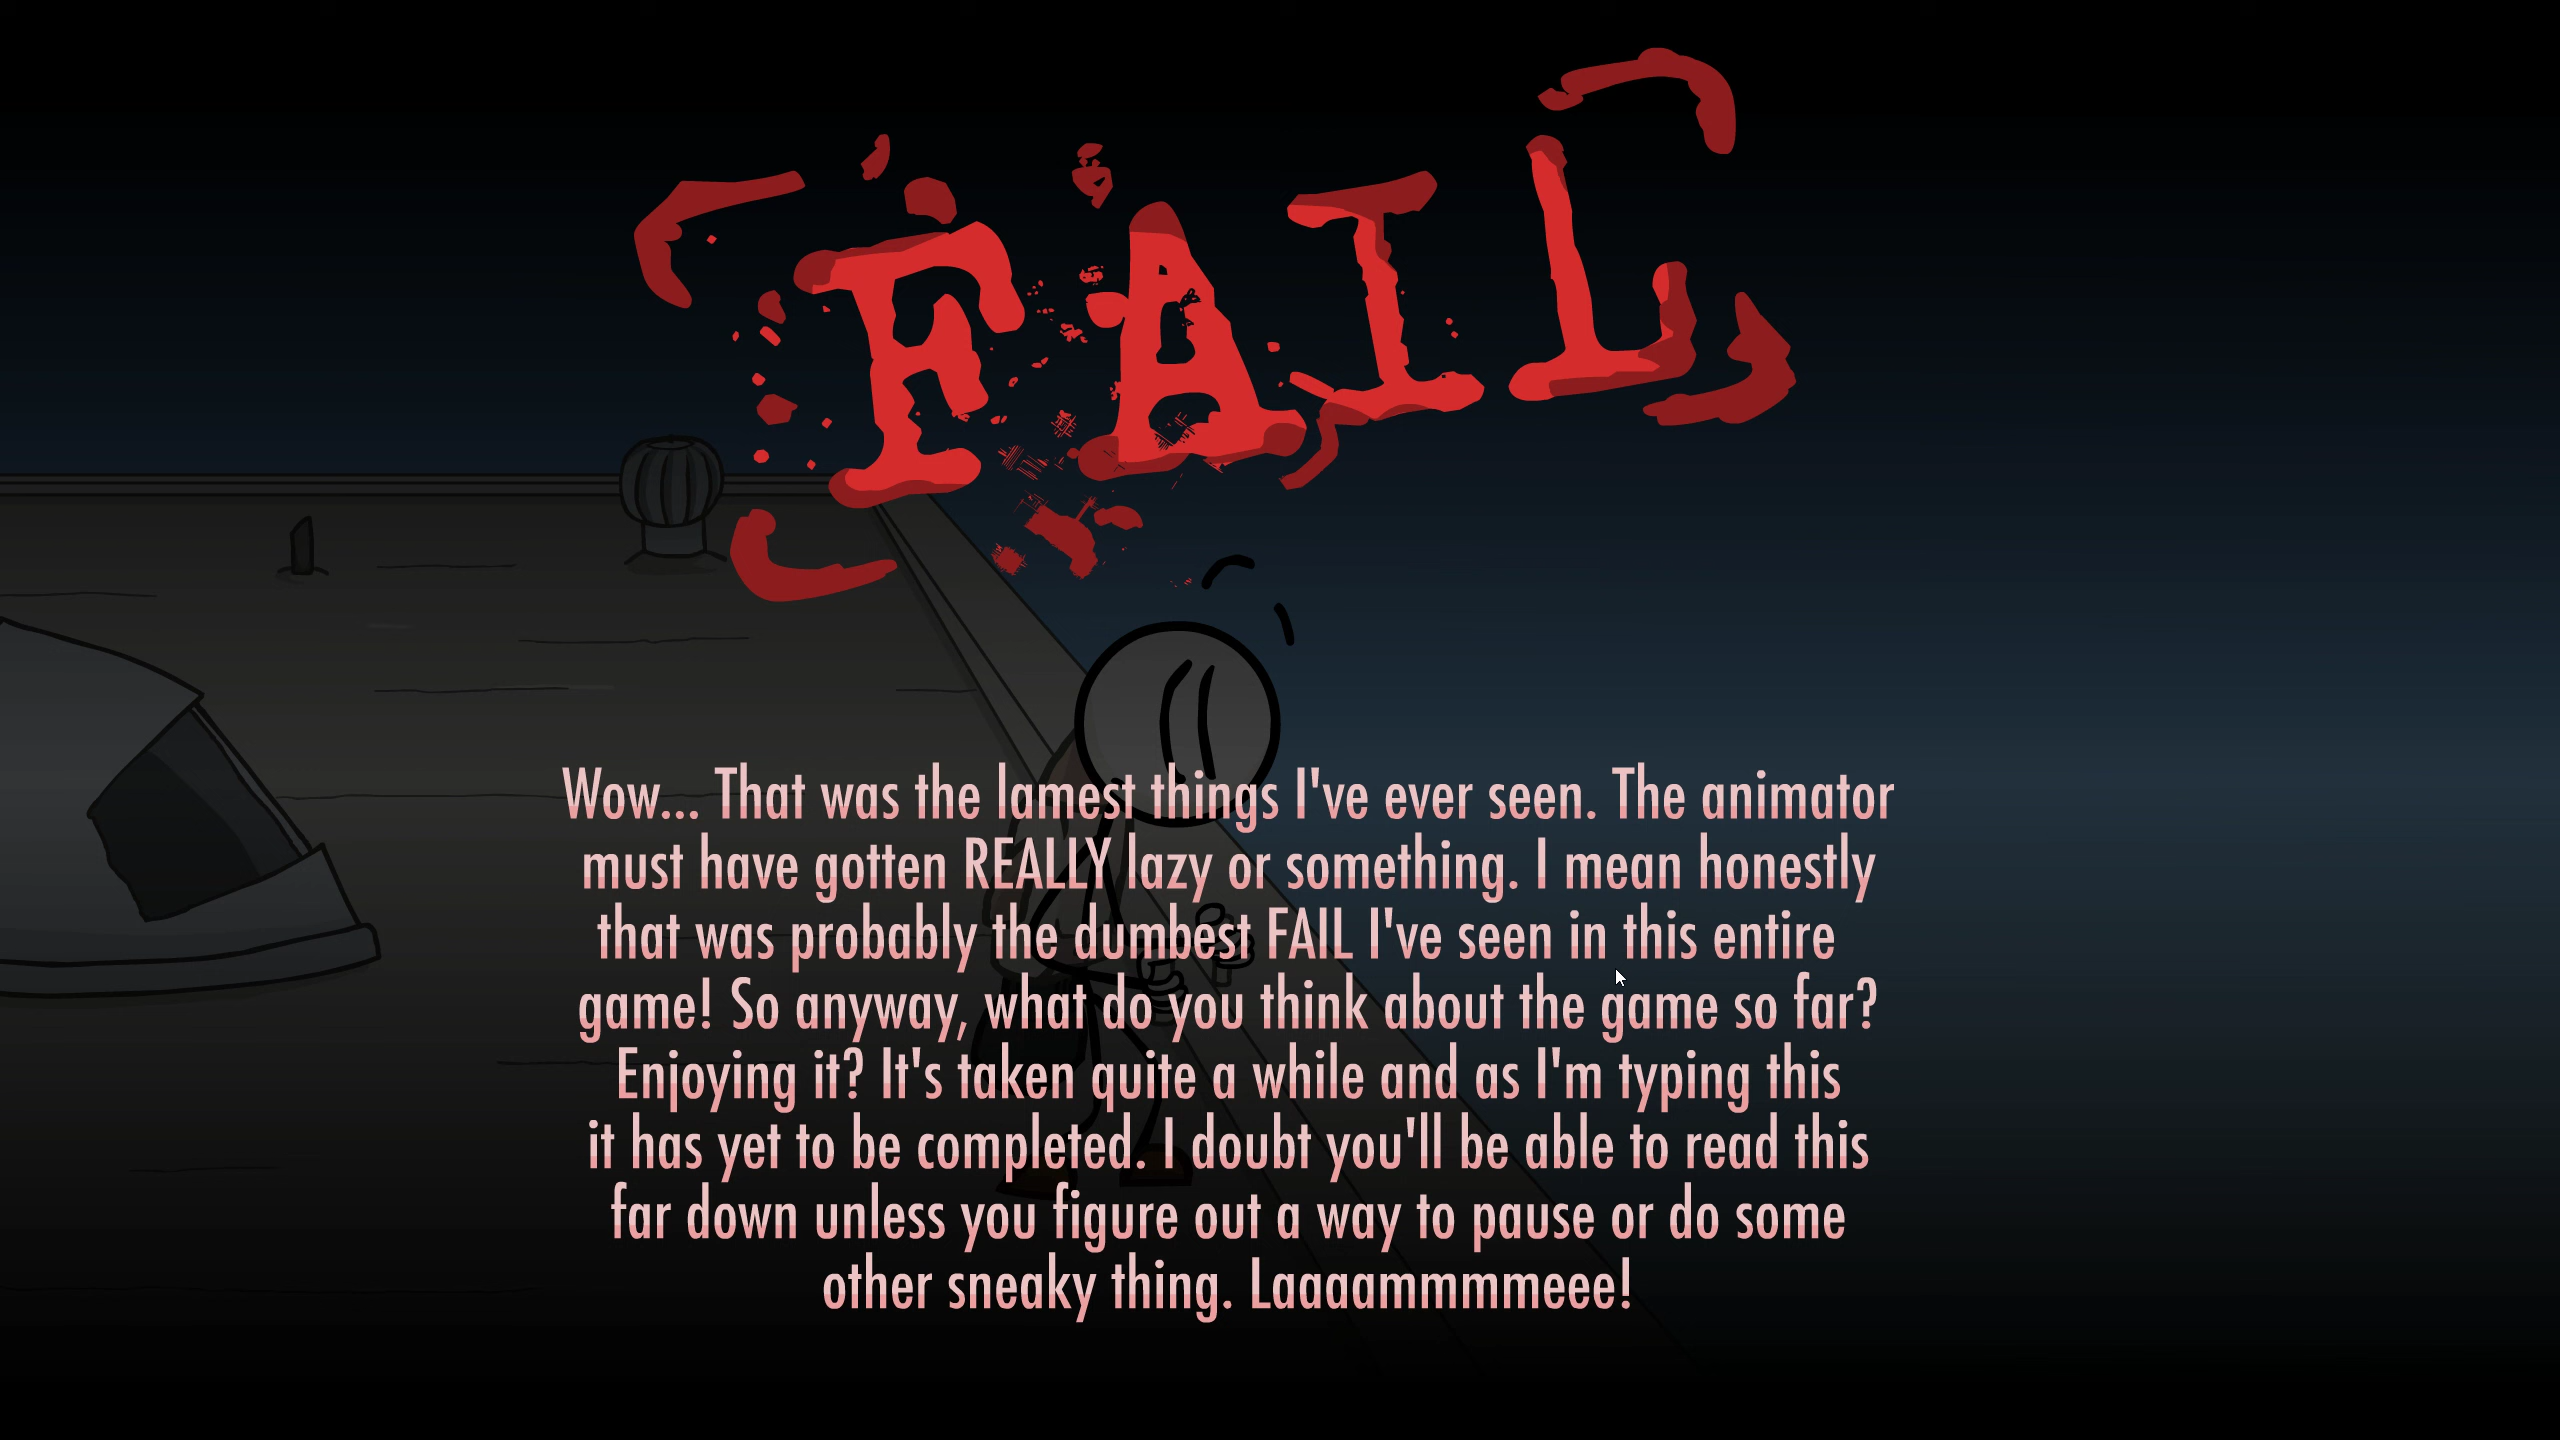 FAIL
Wow... That was the lamest things I've ever seen. The animator
must have gotten REALLY lazy or something. I mean honestly
that was probably the dumbest FAIL I've seen in this entire
game! So anyway, what do you think about the game so far?
Enjoying it? It's taken quite a while and as I'm typing this
it has yet to be completed. I doubt you'll be able to read this
far down unless you figure out a way to pause or do some
other sneaky thing. Laaaammmmeee!